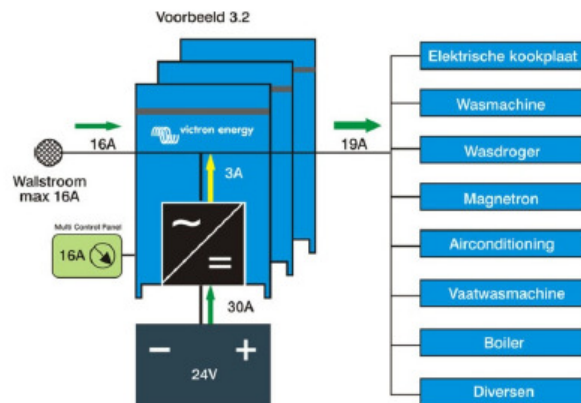 Voorbeeld 3.2
victron energy
16A
19A
3A
Walstroom
max 16A
Multi Control Panel
16A
~
=
30A
− +
24V
Elektrische kookplaat
Wasmachine
Wasdroger
Magnetron
Airconditioning
Vaatwasmachine
Boiler
Diversen